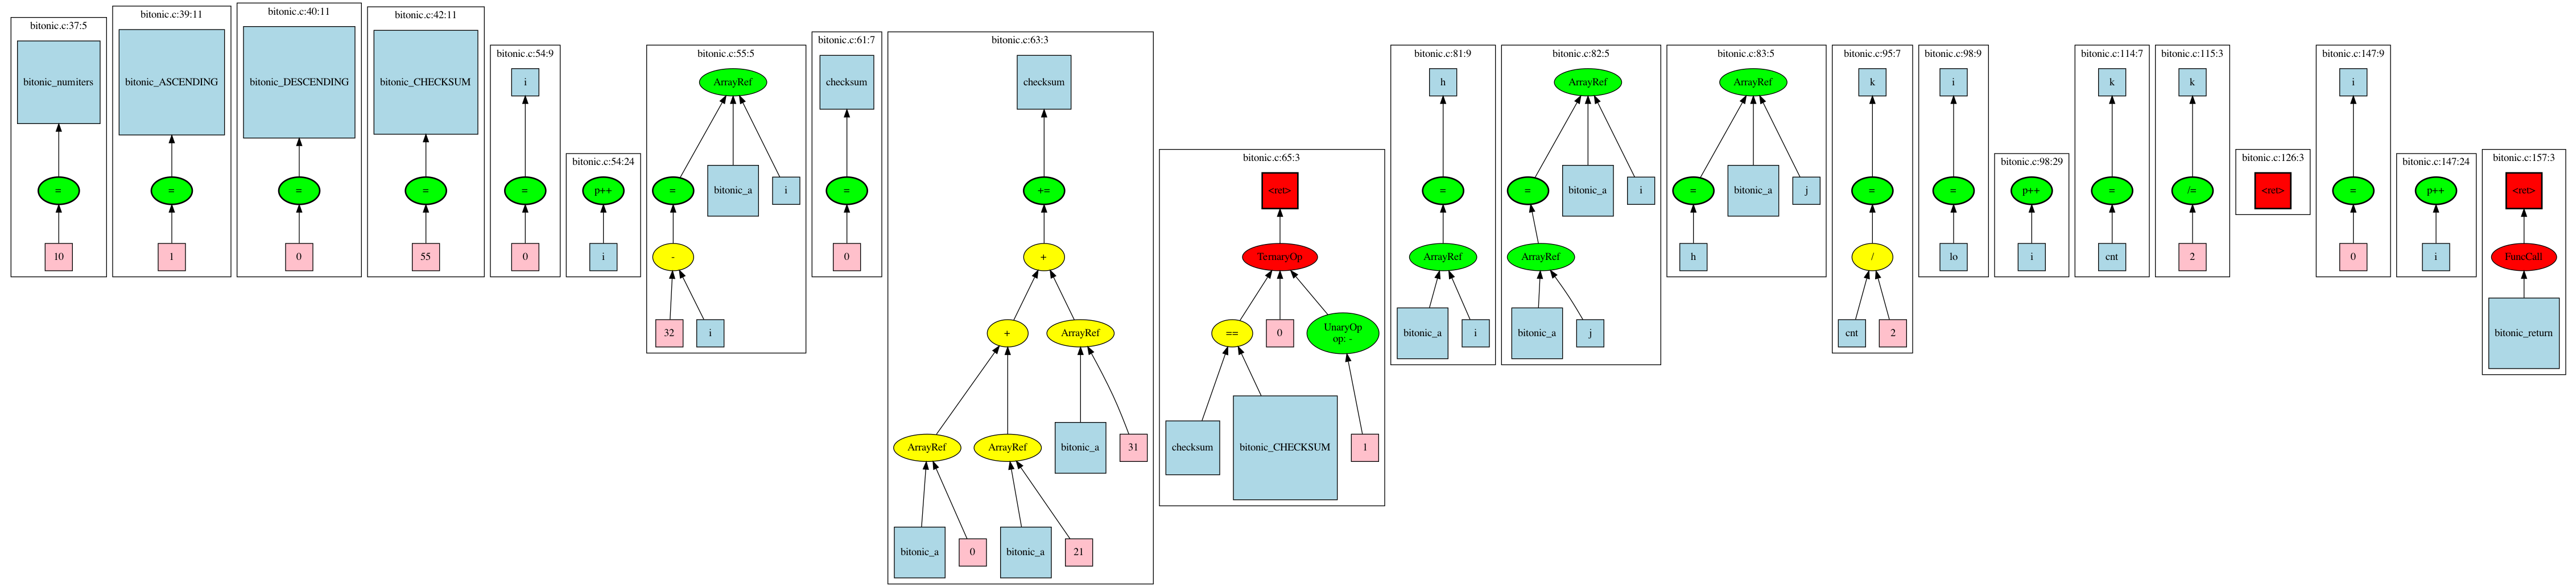 bitonic.c:37:5
bitonic_numiters
=
10
bitonic.c:39:11
bitonic_ASCENDING
=
1
bitonic.c:40:11
bitonic_DESCENDING
=
0
bitonic.c:42:11
bitonic_CHECKSUM
=
55
bitonic.c:54:9
i
=
0
bitonic.c:54:24
p++
i
bitonic.c:55:5
ArrayRef
=
bitonic_a
i
-
32
i
bitonic.c:61:7
checksum
=
0
bitonic.c:63:3
checksum
+=
+
+
ArrayRef
ArrayRef
ArrayRef
bitonic_a
31
bitonic_a
0
bitonic_a
21
bitonic.c:65:3
<ret>
TernaryOp
==
0
UnaryOp
op: -
checksum
bitonic_CHECKSUM
1
bitonic.c:81:9
h
=
ArrayRef
bitonic_a
i
bitonic.c:82:5
ArrayRef
=
bitonic_a
i
ArrayRef
bitonic_a
j
bitonic.c:83:5
ArrayRef
=
bitonic_a
j
h
bitonic.c:95:7
k
=
/
cnt
2
bitonic.c:98:9
i
=
lo
bitonic.c:98:29
p++
i
bitonic.c:114:7
k
=
cnt
bitonic.c:115:3
k
/=
2
bitonic.c:126:3
<ret>
bitonic.c:147:9
i
=
0
bitonic.c:147:24
p++
i
bitonic.c:157:3
<ret>
FuncCall
bitonic_return